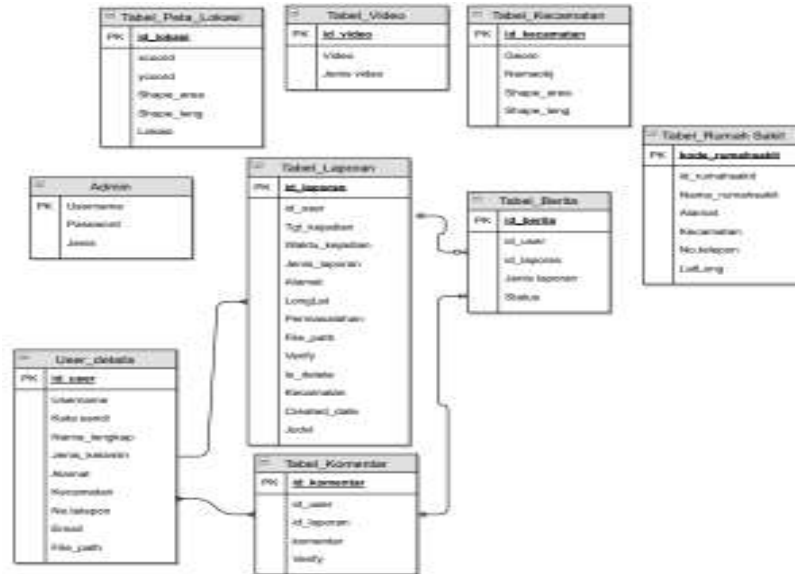 Tabel_Peta_Lokasi
PK id_lokasi
xcoord
ycoord
Shape_area
Shape_leng
Lokasi
Tabel_Video
PK id_video
Video
Jenis video
Tabel_Kecamatan
PK id_kecamatan
Shape_area
Shape_leng
Tabel_Rumah Sakit
PK kode_rumahsakit
id_rumahsakit
Nama_rumahsakit
Alamat
Kecamatan
No.telepon
LatLong
Admin
PK Username
Password
Jenis
Tabel_Laporan
PK id_laporan
id_user
Tgl_kejadian
Waktu_kejadian
Jenis_laporan
Alamat
LongLat
Permasalahan
File_path
Verify
Is_delete
Kecamatan
Created_date
Judul
Tabel_Berita
PK id_berita
id_user
id_laporan
Jenis laporan
Status
User_details
PK id_user
Username
Kata sandi
Nama_lengkap
Jenis_kelamin
Alamat
Kecamatan
No.telepon
Email
File_path
Tabel_Komentar
PK id_komentar
id_user
id_laporan
komentar
Verify